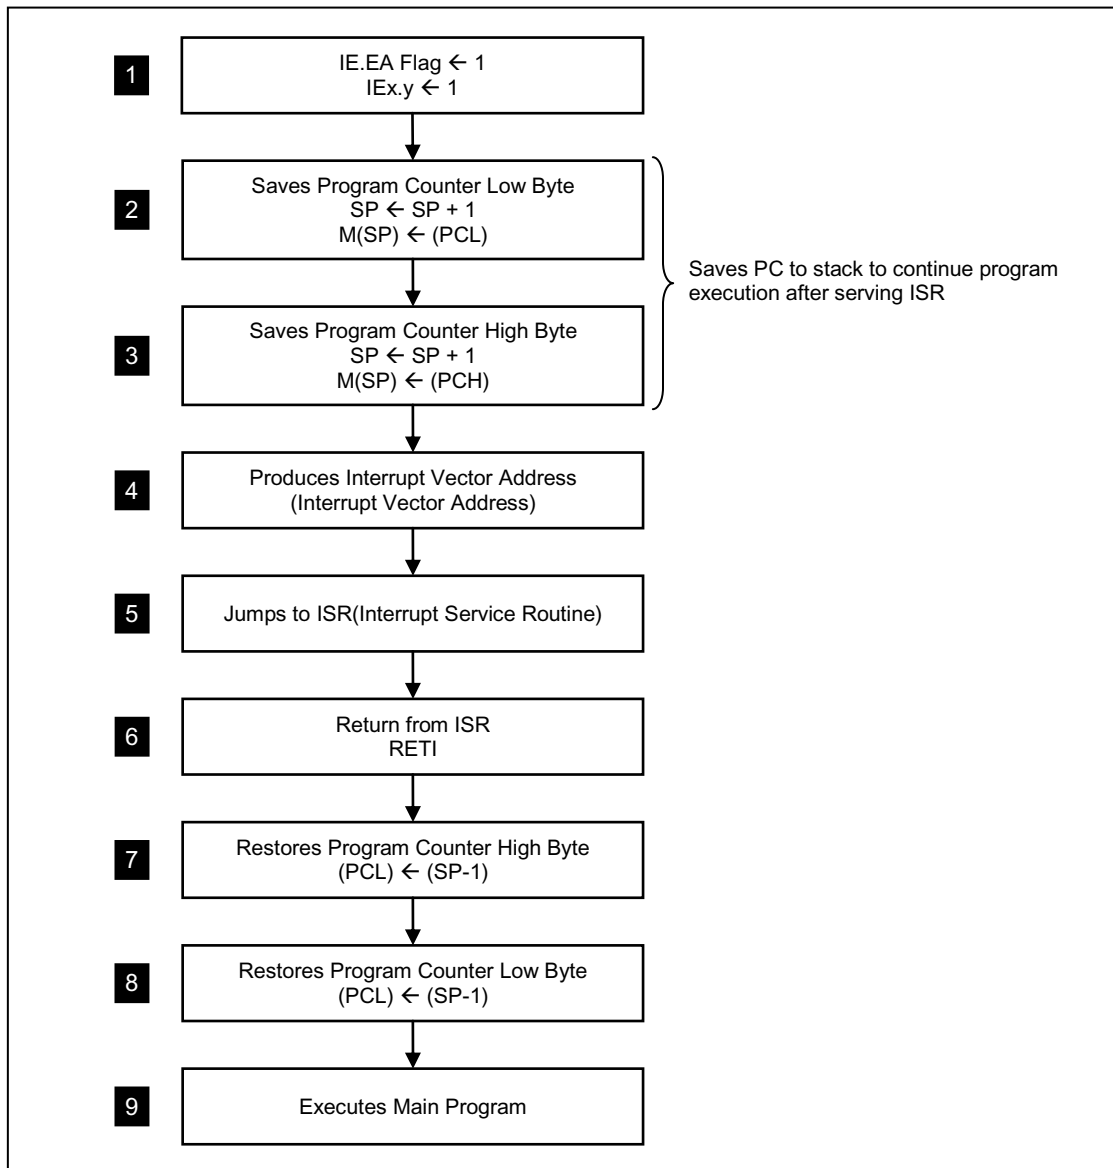 1
IE.EA Flag ← 1
IEx.y ← 1
2
Saves Program Counter Low Byte
SP ← SP + 1
M(SP) ← (PCL)
Saves PC to stack to continue program
execution after serving ISR
3
Saves Program Counter High Byte
SP ← SP + 1
M(SP) ← (PCH)
4
Produces Interrupt Vector Address
(Interrupt Vector Address)
5
Jumps to ISR(Interrupt Service Routine)
6
Return from ISR
RETI
7
Restores Program Counter High Byte
(PCL) ← (SP-1)
8
Restores Program Counter Low Byte
(PCL) ← (SP-1)
9
Executes Main Program